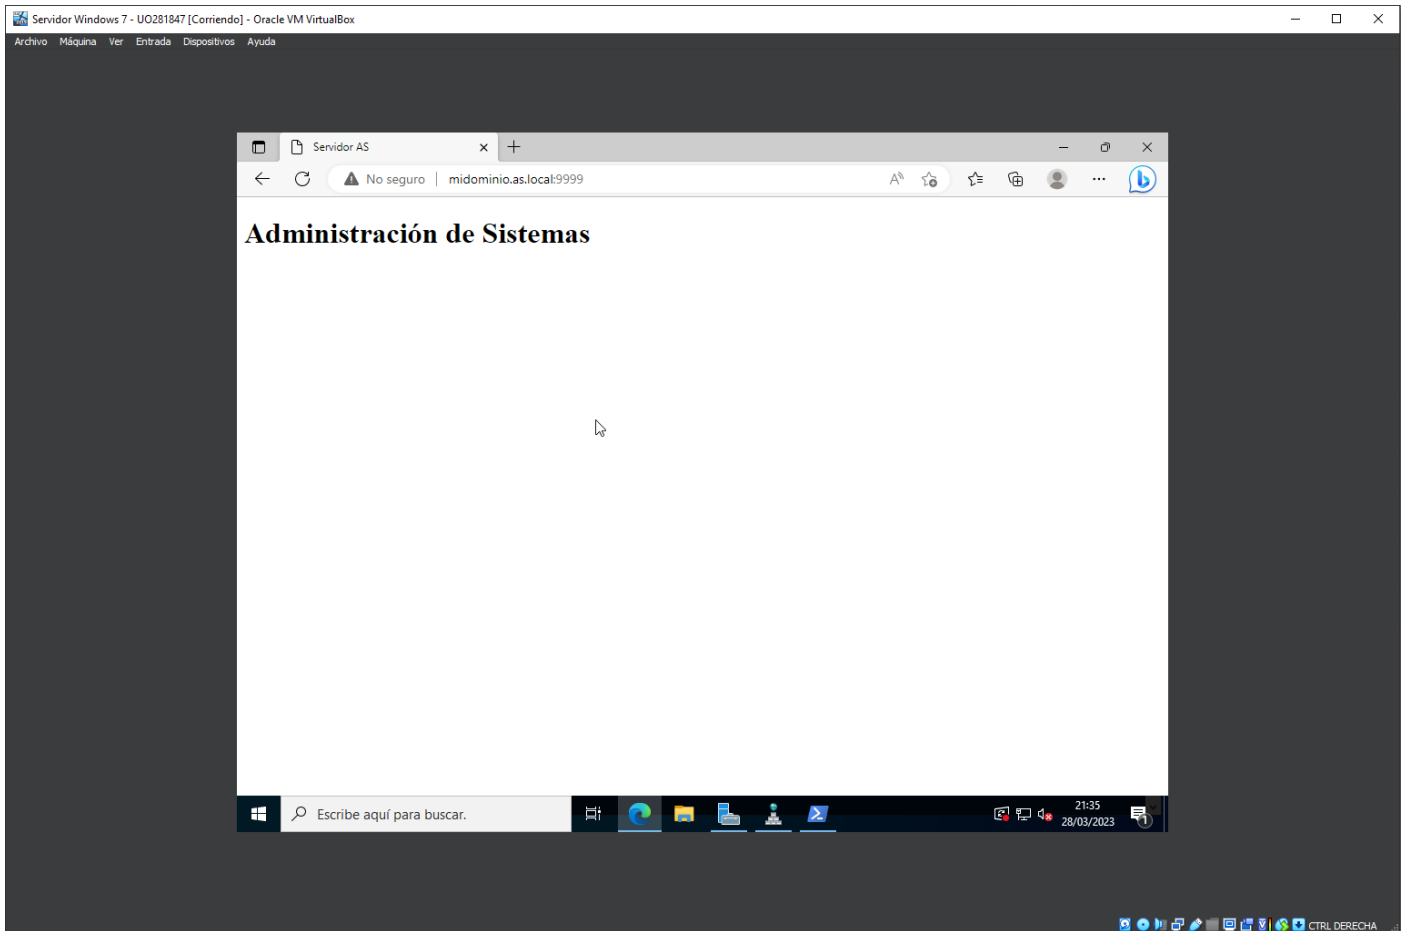 Servidor Windows 7 - UO281847 [Corriendo] - Oracle VM VirtualBox
Archivo Máquina Ver Entrada Dispositivos Ayuda
Servidor AS
No seguro midominio.as.local:9999
Administración de Sistemas
Escribe aquí para buscar.
21:35
28/03/2023
1
CTRL DERECHA